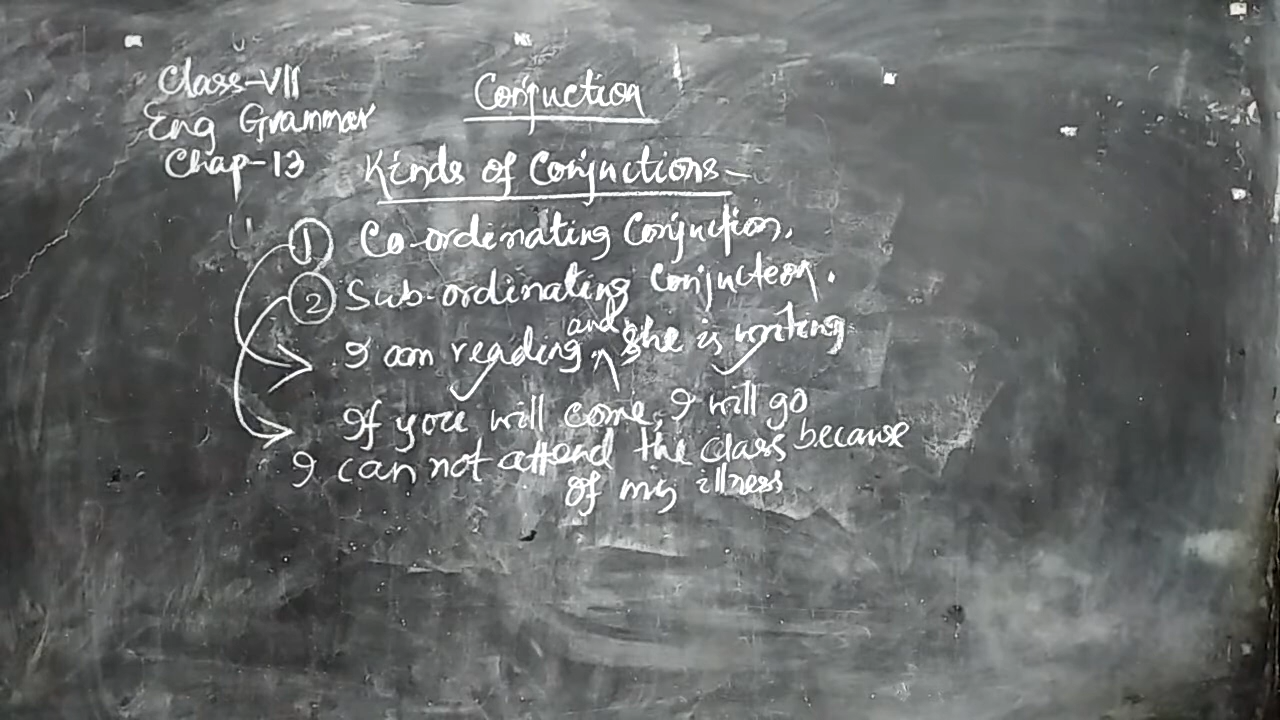 Class-VII
Conjuction
Eng Grammar
Chap-13
Kinds of Conjuctions-
① Co-ordinating Conjuction.
② Sub-ordinating Conjuction.
I am reading. and she is writing
If you will come, I will go
I can not attend the class because
of my illness